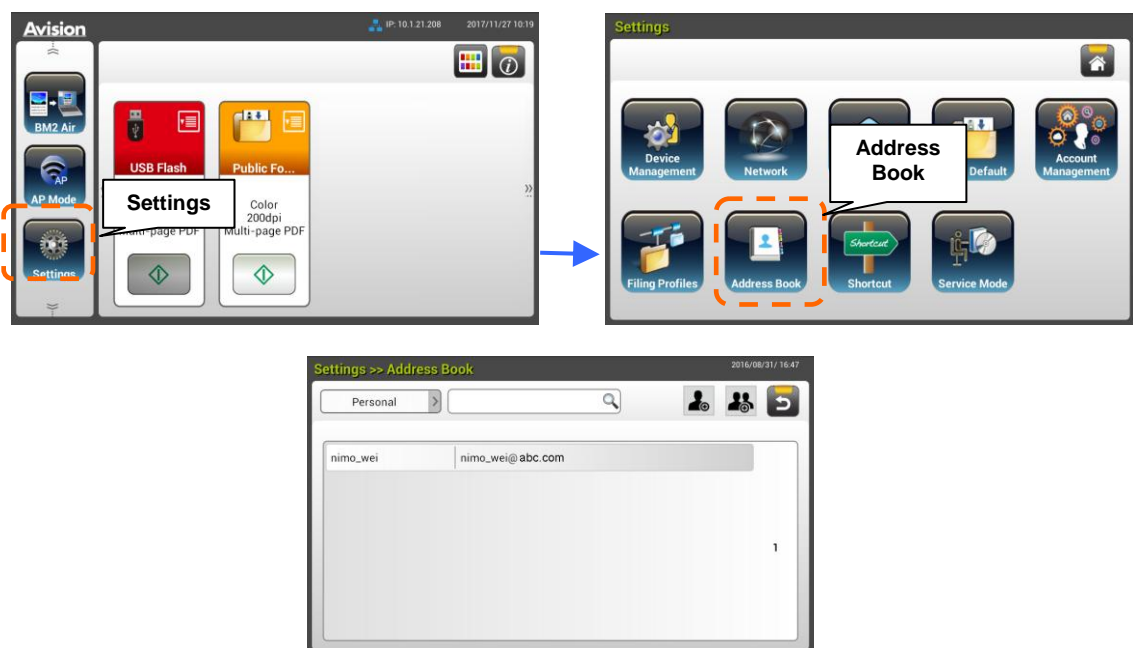 Avision
IP: 10.1.21.208 2017/11/27 10:19
BM2 Air
AP
AP Mode
Settings
USB Flash
Public Fo...
Settings
Color
200dpi
Multi-page PDF
Multi-page PDF
Settings
Device
Management
Network
Default
Account
Management
Address
Book
Filing Profiles
Address Book
Shortcut
Shortcut
Service Mode
Settings >> Address Book
2016/08/31/ 16:47
Personal
nimo_wei
nimo_wei@abc.com
1